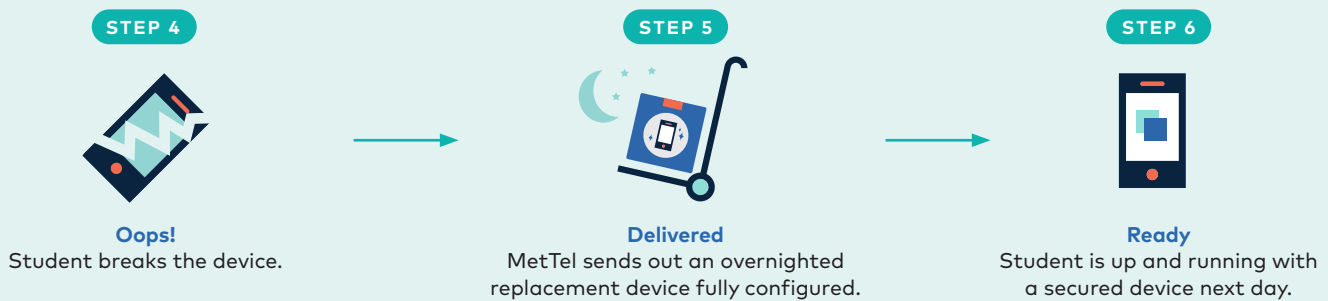 STEP 4
STEP 5
STEP 6
Oops!
Student breaks the device.
Delivered
MetTel sends out an overnighted
replacement device fully configured.
Ready
Student is up and running with
a secured device next day.